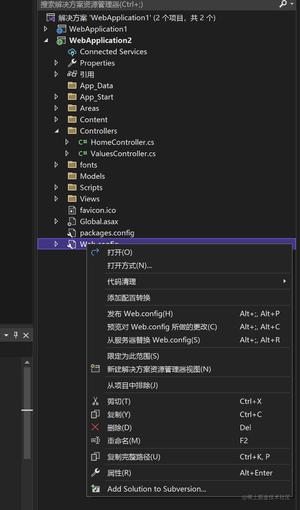 搜索解决方案资源管理器(Ctrl+;)
解决方案 'WebApplication1' (2 个项目，共 2 个)
WebApplication1
WebApplication2
Connected Services
Properties
引用
App_Data
App_Start
Areas
Content
Controllers
HomeController.cs
ValuesController.cs
fonts
Models
Scripts
Views
favicon.ico
Global.asax
packages.config
Web.config
打开(O)
打开方式(N)...
代码清理
添加配置转换
发布 Web.config(H) Alt+;, Alt+P
预览对 Web.config 所做的更改(C) Alt+;, Alt+C
从服务器替换 Web.config(S) Alt+;, Alt+R
限定为此范围(S)
新建解决方案资源管理器视图(N)
从项目中排除(J)
剪切(T) Ctrl+X
复制(Y) Ctrl+C
删除(D) Del
重命名(M) F2
复制完整路径(U) Ctrl+K, P
属性(R) Alt+Enter
Add Solution to Subversion...
@稀土掘金技术社区